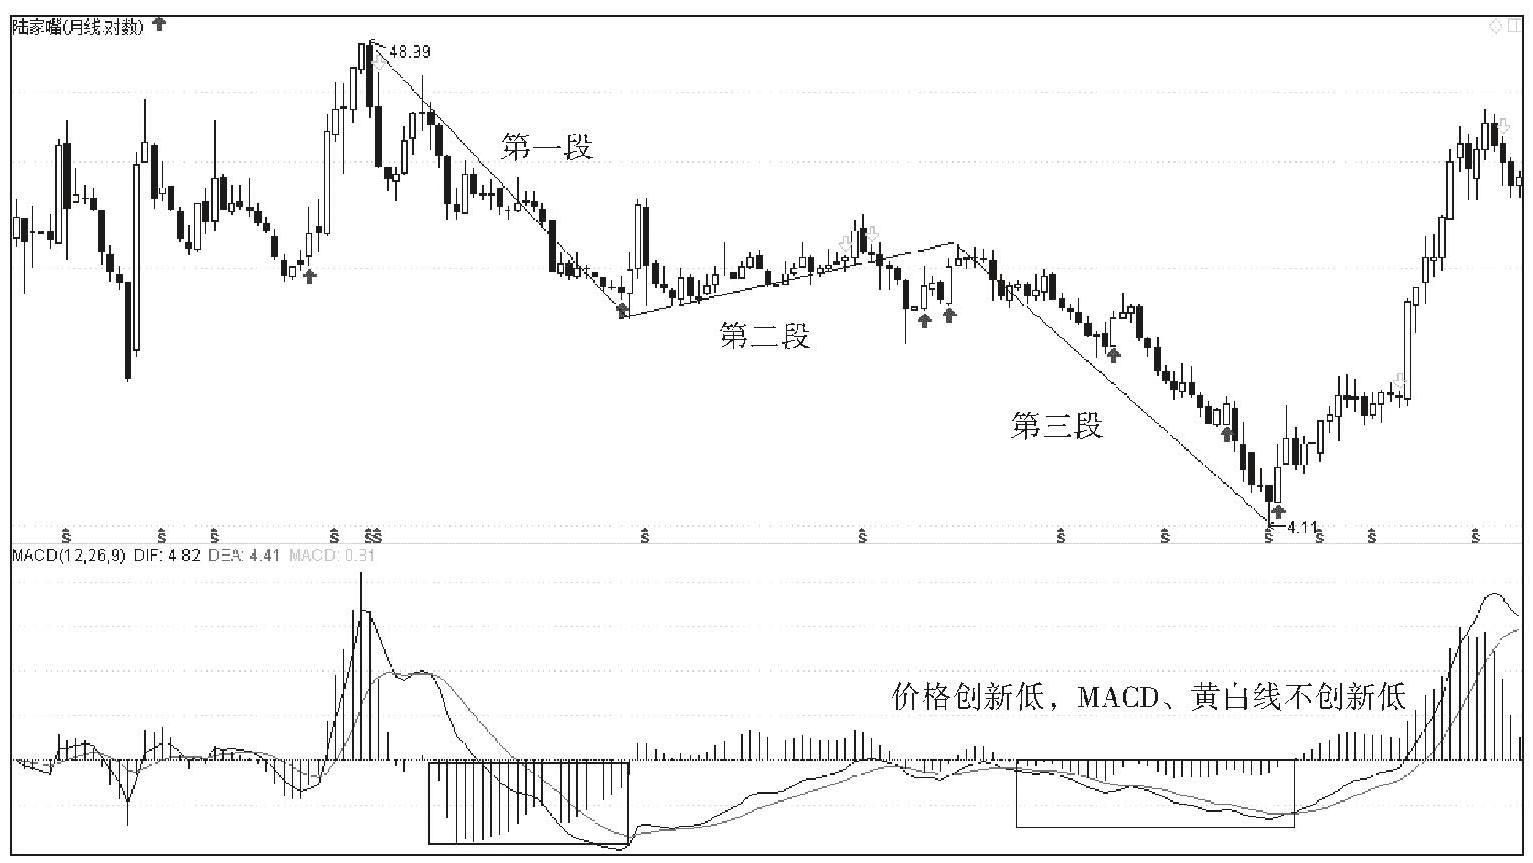 陆家嘴(月线 对数)
48.39
第一段
第二段
第三段
4.11
S S S S S S S S S S S S S S
MACD(12,26,9) DIF: 4.82 DEA: 4.41 MACD: 0.31
价格创新低，MACD、黄白线不创新低